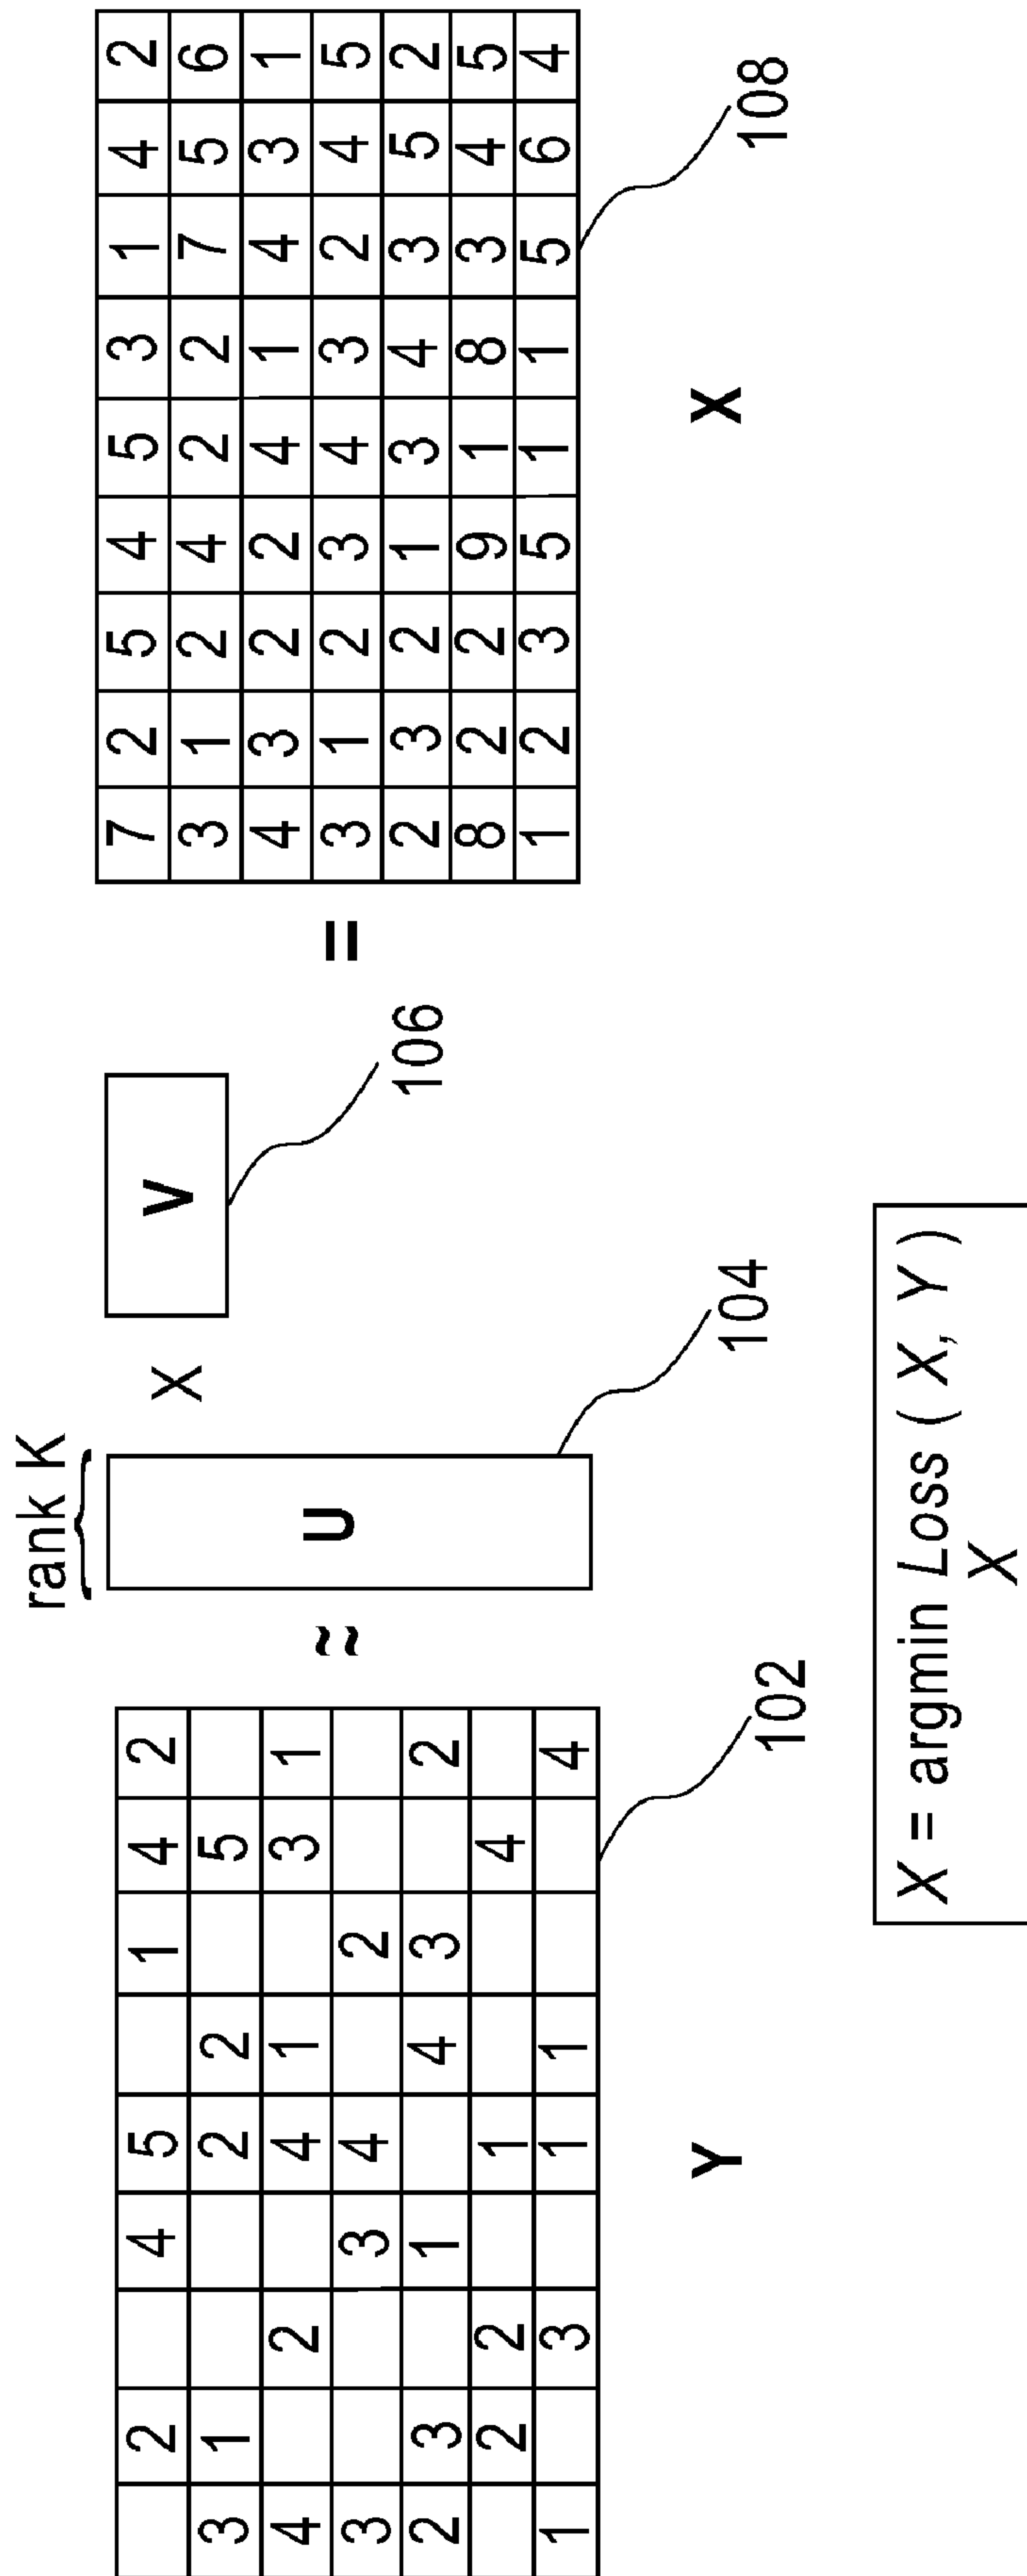 rank K
2 4 5 1 4 2
3 1 2 2 5
4 2 4 1 3 1
3 3 4 2
2 3 1 4 3 2
2 2 1 4
1 3 1 1 4
Y
102
≈
U
104
X
V
106
=
7 2 5 4 5 3 1 4 2
3 1 2 4 2 2 7 5 6
4 3 2 2 4 1 4 3 1
3 1 2 3 4 3 2 4 5
2 3 2 1 3 4 3 5 2
8 2 2 9 1 8 3 4 5
1 2 3 5 1 1 5 6 4
X
108
X = argmin Loss ( X, Y )
X